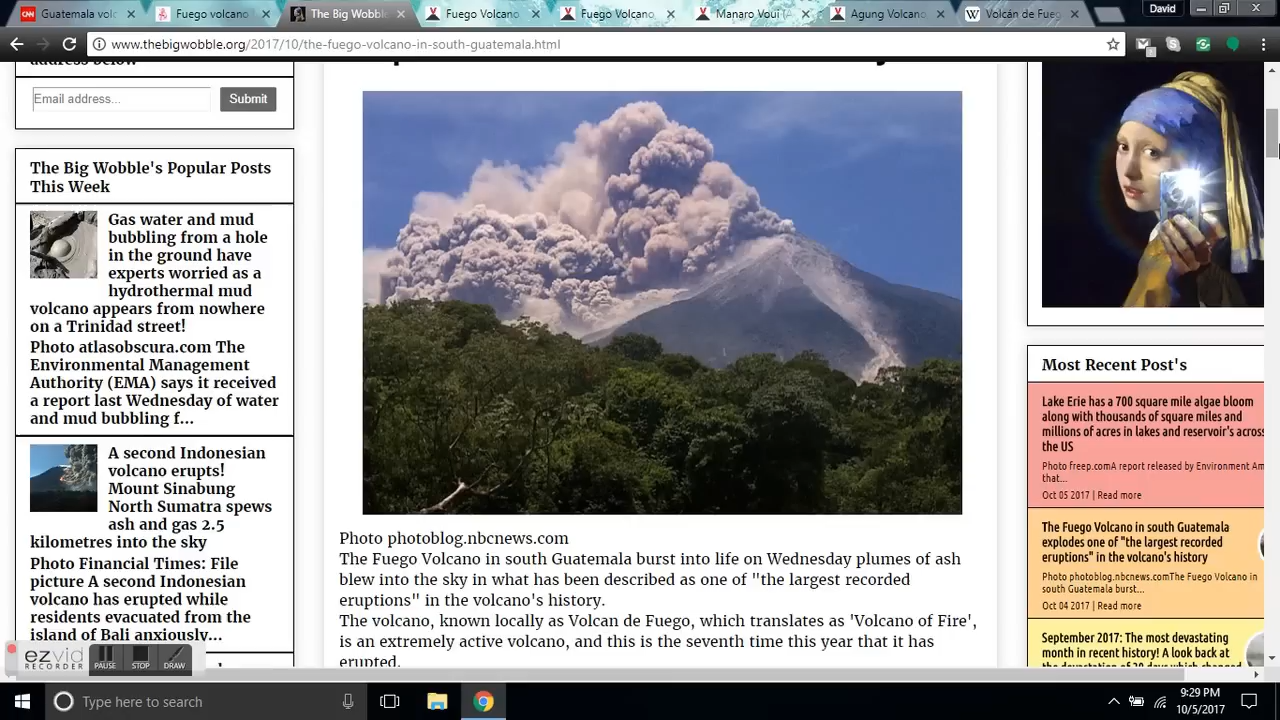 Guatemala vol
Fuego volcano
The Big Wobble
Fuego Volcano
Fuego Volcano
Manaro Voui (
Agung Volcano
Volcán de Fueg
David
www.thebigwobble.org/2017/10/the-fuego-volcano-in-south-guatemala.html
address below
Email address...
Submit
The Big Wobble's Popular Posts
This Week
Gas water and mud
bubbling from a hole
in the ground have
experts worried as a
hydrothermal mud
volcano appears from nowhere
on a Trinidad street!
Photo atlasobscura.com The
Environmental Management
Authority (EMA) says it received
a report last Wednesday of water
and mud bubbling f...
A second Indonesian
volcano erupts!
Mount Sinabung
North Sumatra spews
ash and gas 2.5
kilometres into the sky
Photo Financial Times: File
picture A second Indonesian
volcano has erupted while
residents evacuated from the
island of Bali anxiously...
Photo photoblog.nbcnews.com
The Fuego Volcano in south Guatemala burst into life on Wednesday plumes of ash
blew into the sky in what has been described as one of "the largest recorded
eruptions" in the volcano's history.
The volcano, known locally as Volcan de Fuego, which translates as 'Volcano of Fire',
is an extremely active volcano, and this is the seventh time this year that it has
erupted.
Most Recent Post's
Lake Erie has a 700 square mile algae bloom
along with thousands of square miles and
millions of acres in lakes and reservoir's across
the US
Photo freep.comA report released by Environment Am
that...
Oct 05 2017 | Read more
The Fuego Volcano in south Guatemala
explodes one of "the largest recorded
eruptions" in the volcano's history
Photo photoblog.nbcnews.comThe Fuego Volcano in
south Guatemala burst...
Oct 04 2017 | Read more
September 2017: The most devastating
month in recent history! A look back at
the devastation of 30 days which changed
ezvid
RECORDER
PAUSE
STOP
DRAW
Type here to search
9:29 PM
10/5/2017